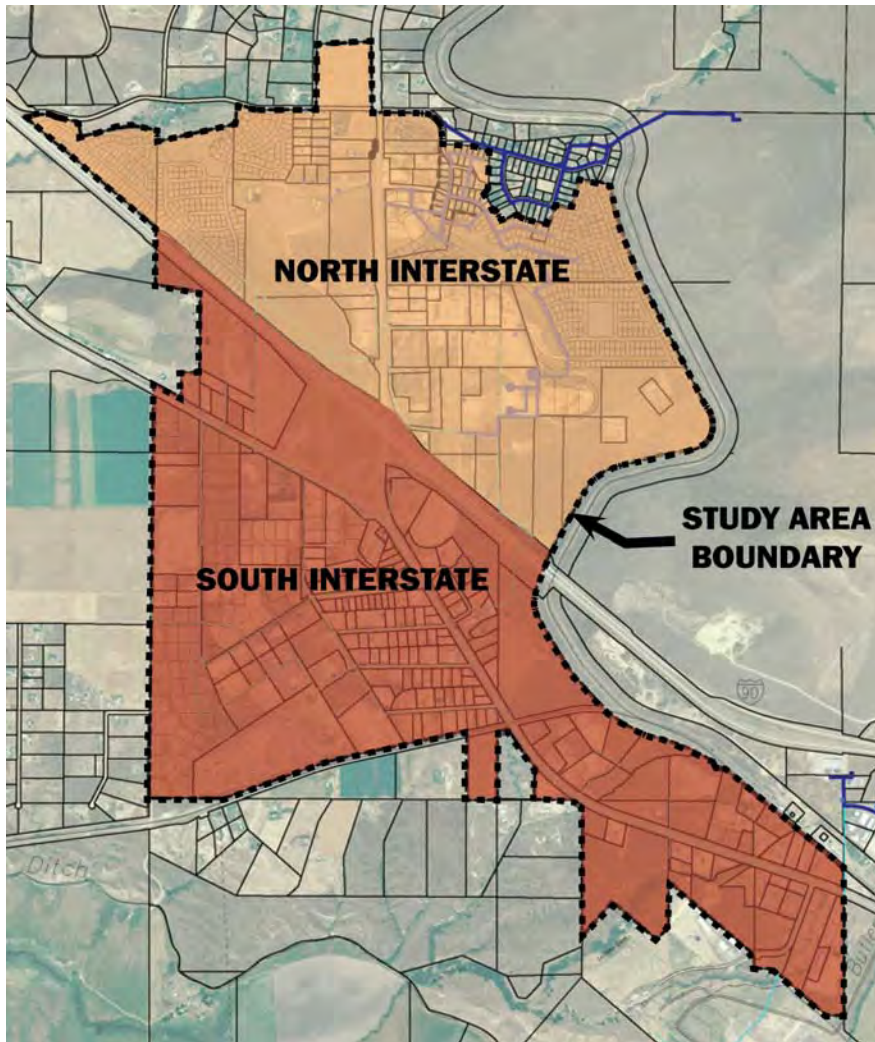 NORTH INTERSTATE
STUDY AREA
BOUNDARY
SOUTH INTERSTATE
90
Ditch